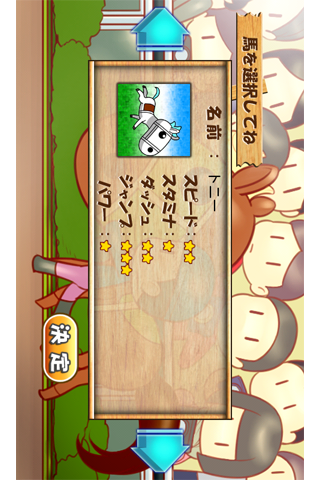 馬を選択してね
名前：トニー
スピード：★★
スタミナ：★
ダッシュ：★★
ジャンプ：★★★
パワー：★
決定